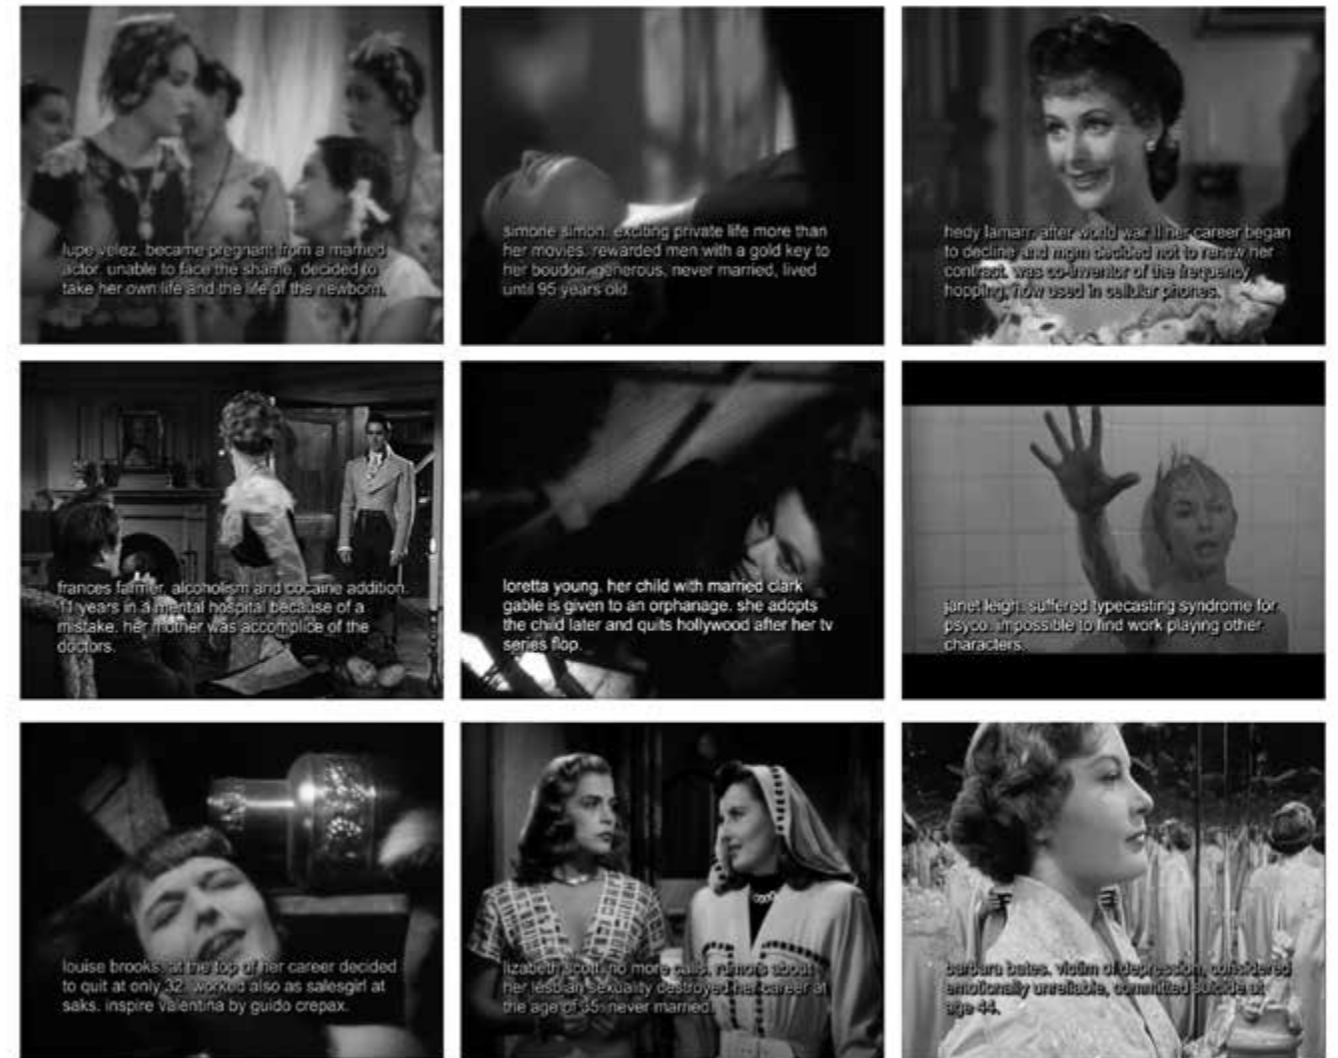 lupe velez. became pregnant from a married
actor. unable to face the shame, decided to
take her own life and the life of the newborn.
simone simon. exciting private life more than
her movies. rewarded men with a gold key to
her boudoir. generous, never married, lived
until 95 years old.
hedy lamarr. after world war II her career began
to decline and mgm decided not to renew her
contract. was co-inventor of the frequency
hopping, now used in cellular phones.
frances farmer. alcoholism and cocaine addition.
11 years in a mental hospital because of a
mistake. her mother was accomplice of the
doctors.
loretta young. her child with married clark
gable is given to an orphanage. she adopts
the child later and quits hollywood after her tv
series flop.
janet leigh. suffered typecasting syndrome for
psyco. impossible to find work playing other
characters.
louise brooks. at the top of her career decided
to quit at only 32. worked also as salesgirl at
saks. inspire valentina by guido crepax.
lizabeth scott. no more calls. rumors about
her lesbian sexuality destroyed her career at
the age of 35. never married.
barbara bates. victim of depression, considered
emotionally unreliable, committed suicide at
age 44.